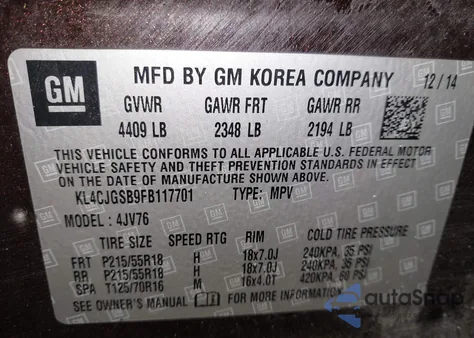 GM MFD BY GM KOREA COMPANY 12/14
GVWR GAWR FRT GAWR RR
4409 LB 2348 LB 2194 LB
THIS VEHICLE CONFORMS TO ALL APPLICABLE U.S. FEDERAL MOTOR
VEHICLE SAFETY AND THEFT PREVENTION STANDARDS IN EFFECT
ON THE DATE OF MANUFACTURE SHOWN ABOVE.
KL4CJGSB9FB117701 TYPE: MPV
MODEL : 4JV76
TIRE SIZE SPEED RTG RIM COLD TIRE PRESSURE
FRT P215/55R18 H 18x7.0J 240KPA, 35 PSI
RR P215/55R18 H 18x7.0J 240KPA, 35 PSI
SPA T125/70R16 M 16x4.0T 420KPA, 60 PSI
SEE OWNER'S MANUAL FOR MORE INFORMATION.
autoSnap